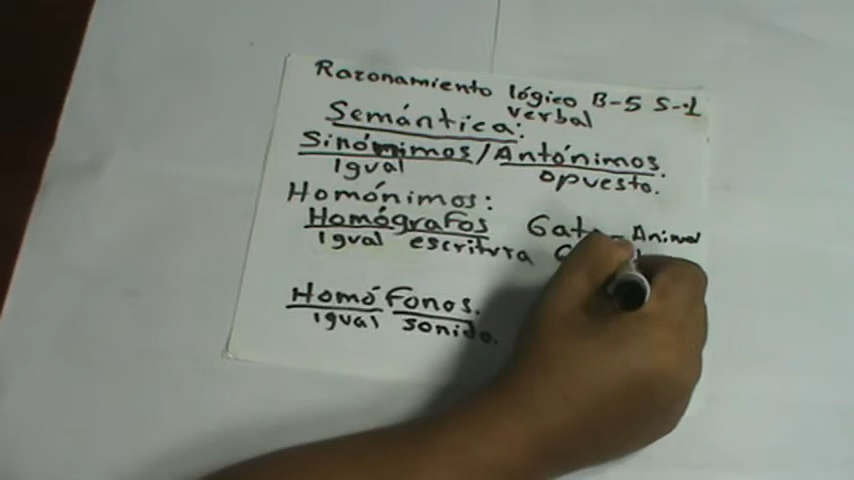 Razonamiento lógico B-5 S-1
verbal
Semántica:
Sinónimos/Antónimos.
Igual opuesto.
Homónimos:
Homógrafos Gato-Animal
Igual escritura
Homófonos.
igual sonido.